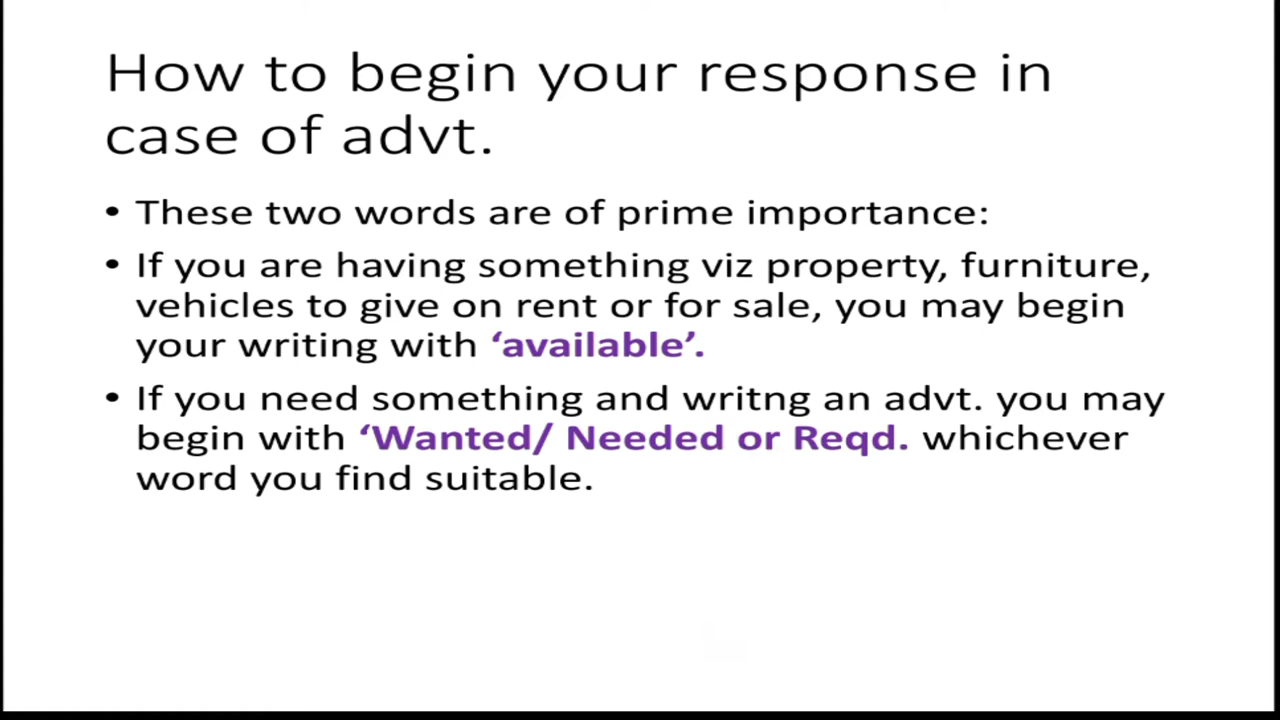 How to begin your response in
case of advt.
• These two words are of prime importance:
• If you are having something viz property, furniture,
vehicles to give on rent or for sale, you may begin
your writing with ‘available’.
• If you need something and writng an advt. you may
begin with ‘Wanted/ Needed or Reqd. whichever
word you find suitable.